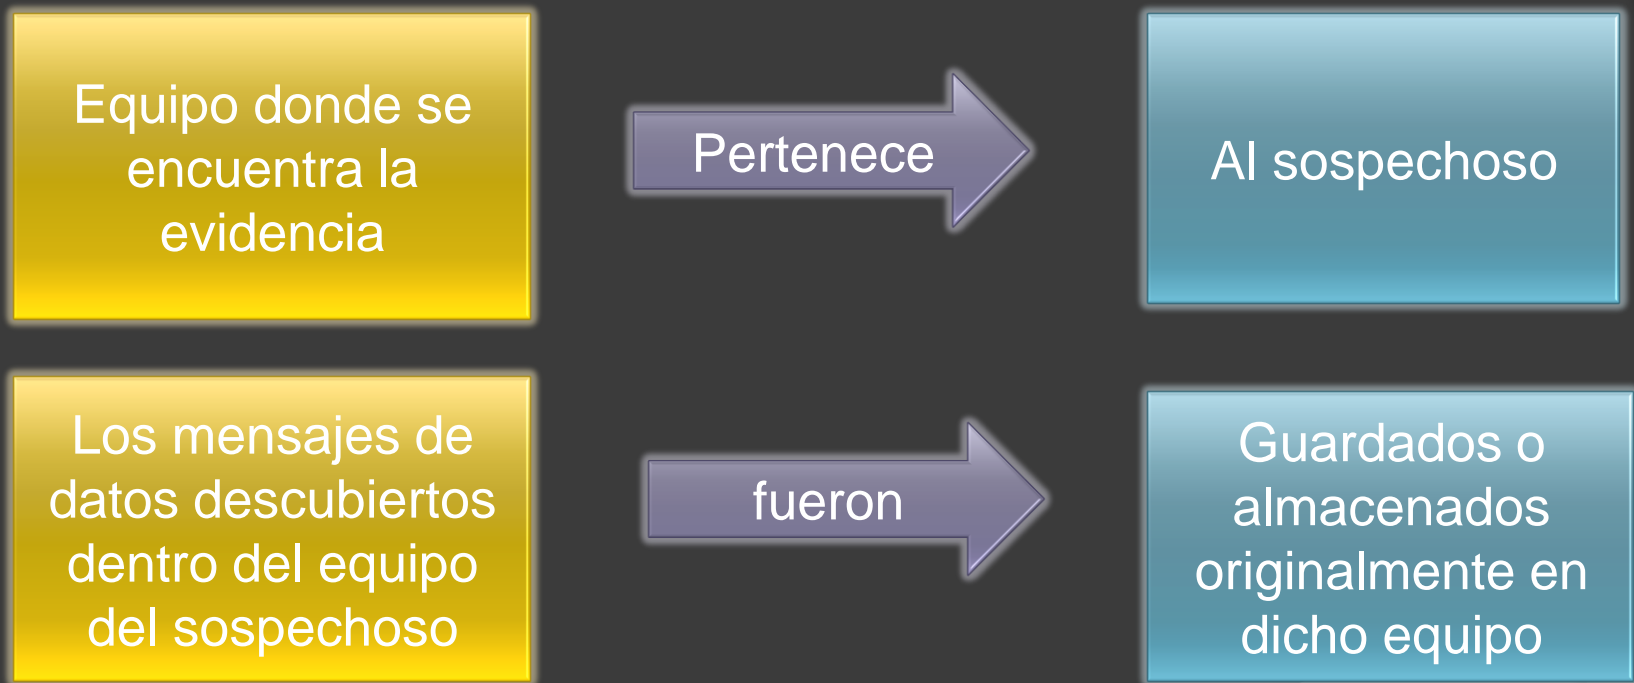 Equipo donde se
encuentra la
evidencia
Pertenece
Al sospechoso
Los mensajes de
datos descubiertos
dentro del equipo
del sospechoso
fueron
Guardados o
almacenados
originalmente en
dicho equipo